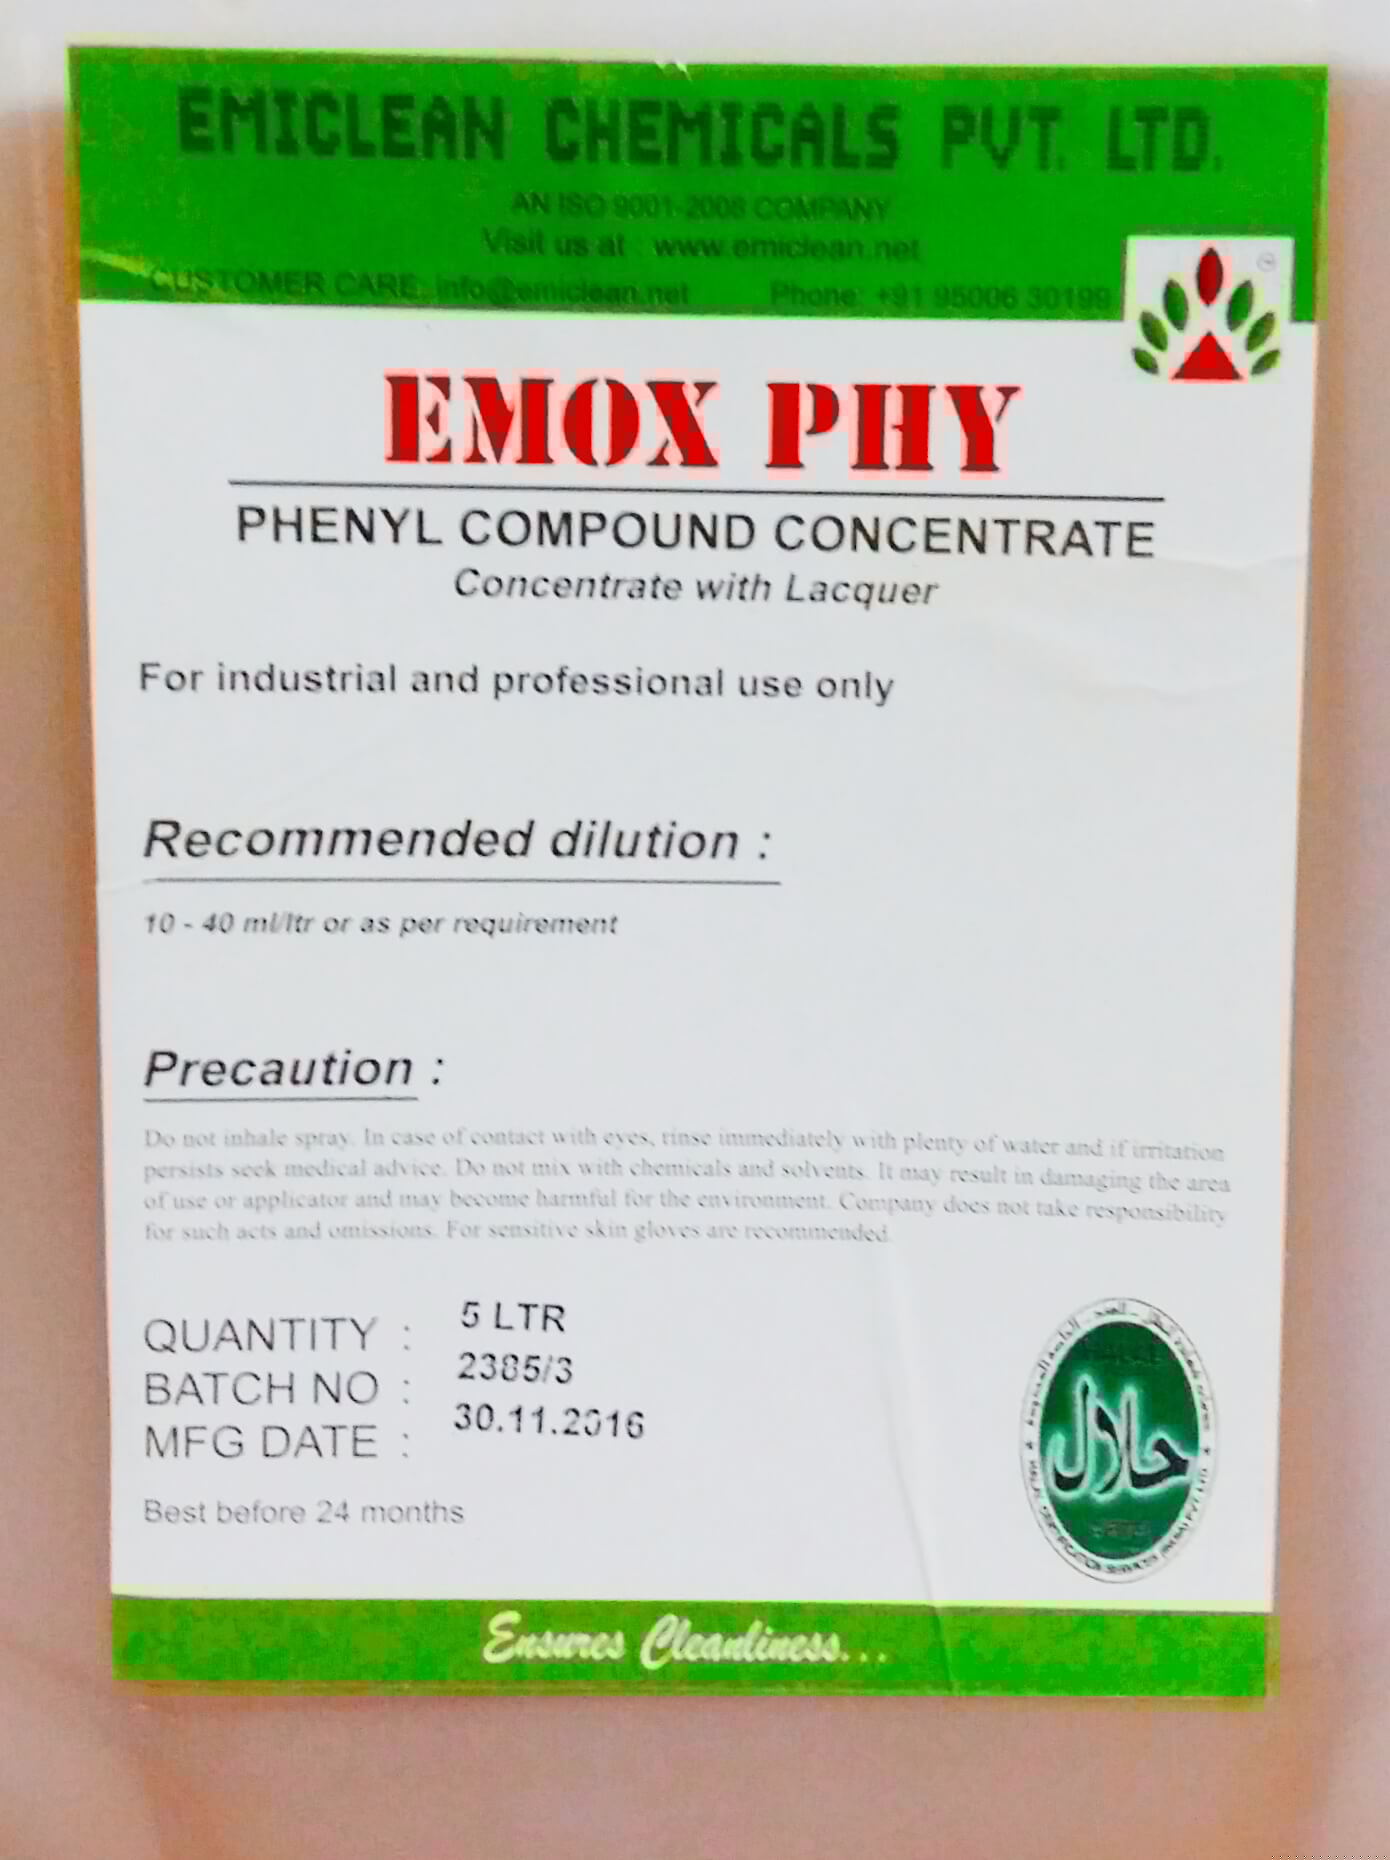 EMICLEAN CHEMICALS PVT. LTD.
AN ISO 9001-2008 COMPANY
Visit us at : www.emiclean.net
CUSTOMER CARE: info@emiclean.net Phone: +91 95006 30199
EMOX PHY
PHENYL COMPOUND CONCENTRATE
Concentrate with Lacquer
For industrial and professional use only
Recommended dilution :
10 - 40 ml/ltr or as per requirement
Precaution :
Do not inhale spray. In case of contact with eyes, rinse immediately with plenty of water and if irritation
persists seek medical advice. Do not mix with chemicals and solvents. It may result in damaging the area
of use or applicator and may become harmful for the environment. Company does not take responsibility
for such acts and omissions. For sensitive skin gloves are recommended.
QUANTITY : 5 LTR
BATCH NO : 2385/3
MFG DATE : 30.11.2016
Best before 24 months
حلال
Ensures Cleanliness...